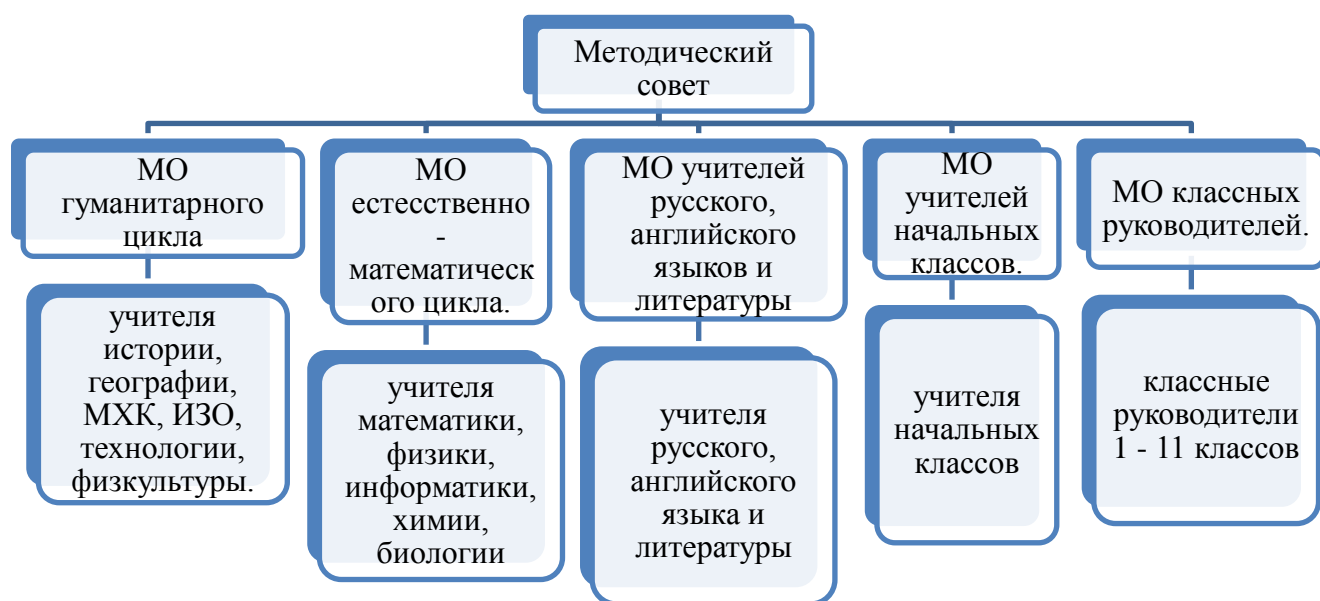 Методический
совет
МО
гуманитарного
цикла
МО
естесственно
-
математическ
ого цикла.
МО учителей
русского,
английского
языков и
литературы
МО
учителей
начальных
классов.
МО классных
руководителей.
учителя
истории,
географии,
МХК, ИЗО,
технологии,
физкультуры.
учителя
математики,
физики,
информатики,
химии,
биологии
учителя
русского,
английского
языка и
литературы
учителя
начальных
классов
классные
руководители
1 - 11 классов